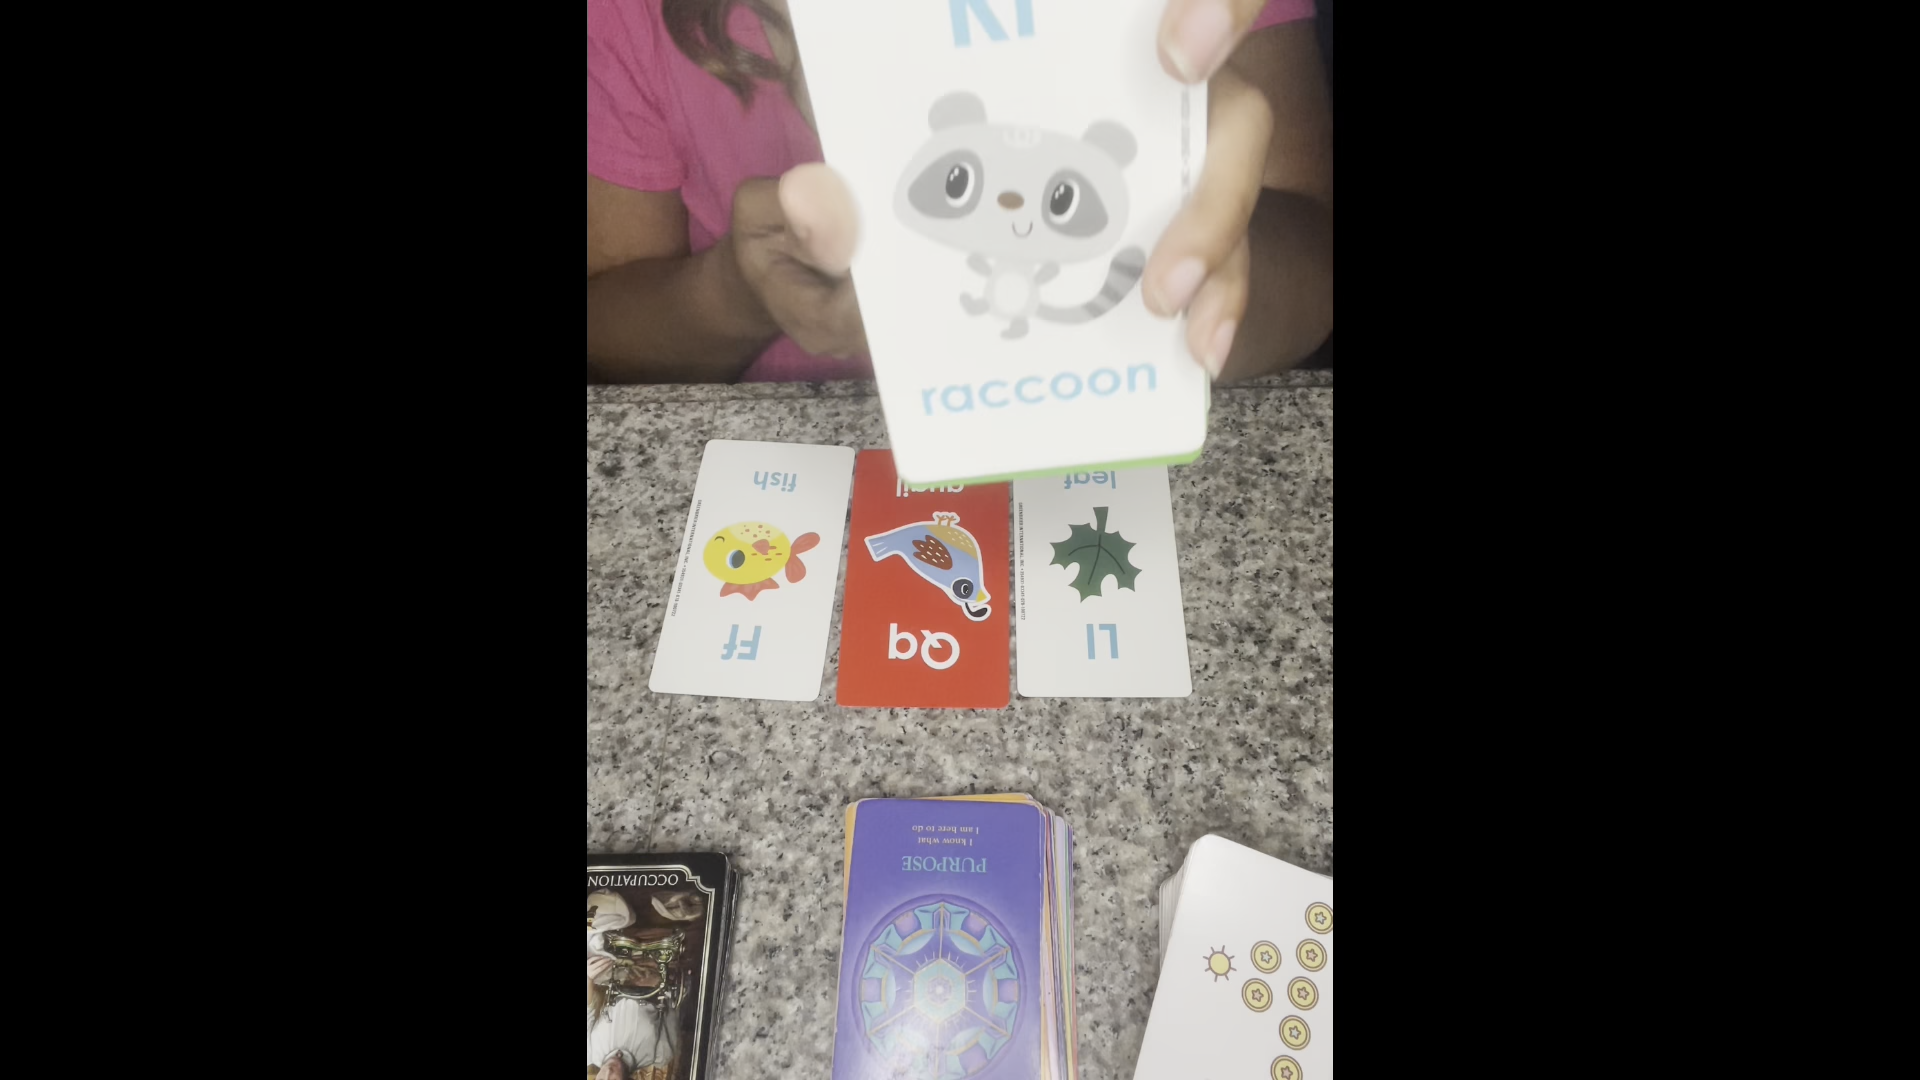 Rr
raccoon
fish
Ff
quail
Qq
leaf
Ll
I am here to do
I know what
PURPOSE
OCCUPATION